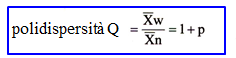 polidispersità Q = X̅w / X̅n = 1 + p